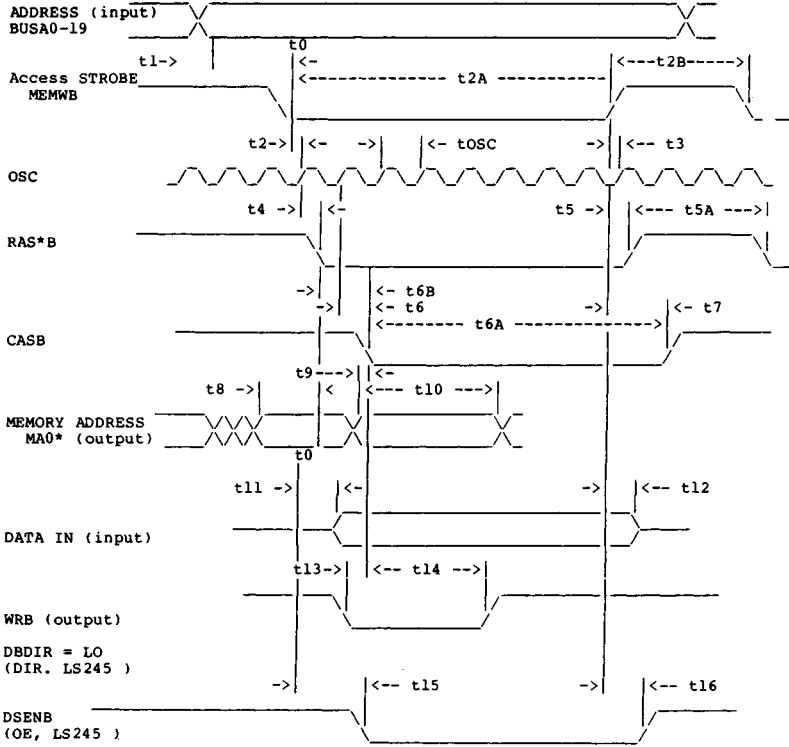 ADDRESS (input)
BUSA0-19
t0
t1->
<- t2A <--t2B---->
Access STROBE
MEMWB
t2-> <- -> <- tOSC -> <-- t3
OSC
t4 -> <- t5 -> <--- t5A --->
RAS*B
-> <- t6B
-> <- t6 -> <- t7
<---------- t6A ---------->
CASB
t9---> <-
t8 -> < <--- t10 ---->
MEMORY ADDRESS
MA0* (output)
t0
t11 -> <- -> <-- t12
DATA IN (input)
t13-> <-- t14 -->
WRB (output)
DBDIR = LO
(DIR. LS245 )
-> <-- t15 -> <-- t16
DSENB
(OE, LS245 )